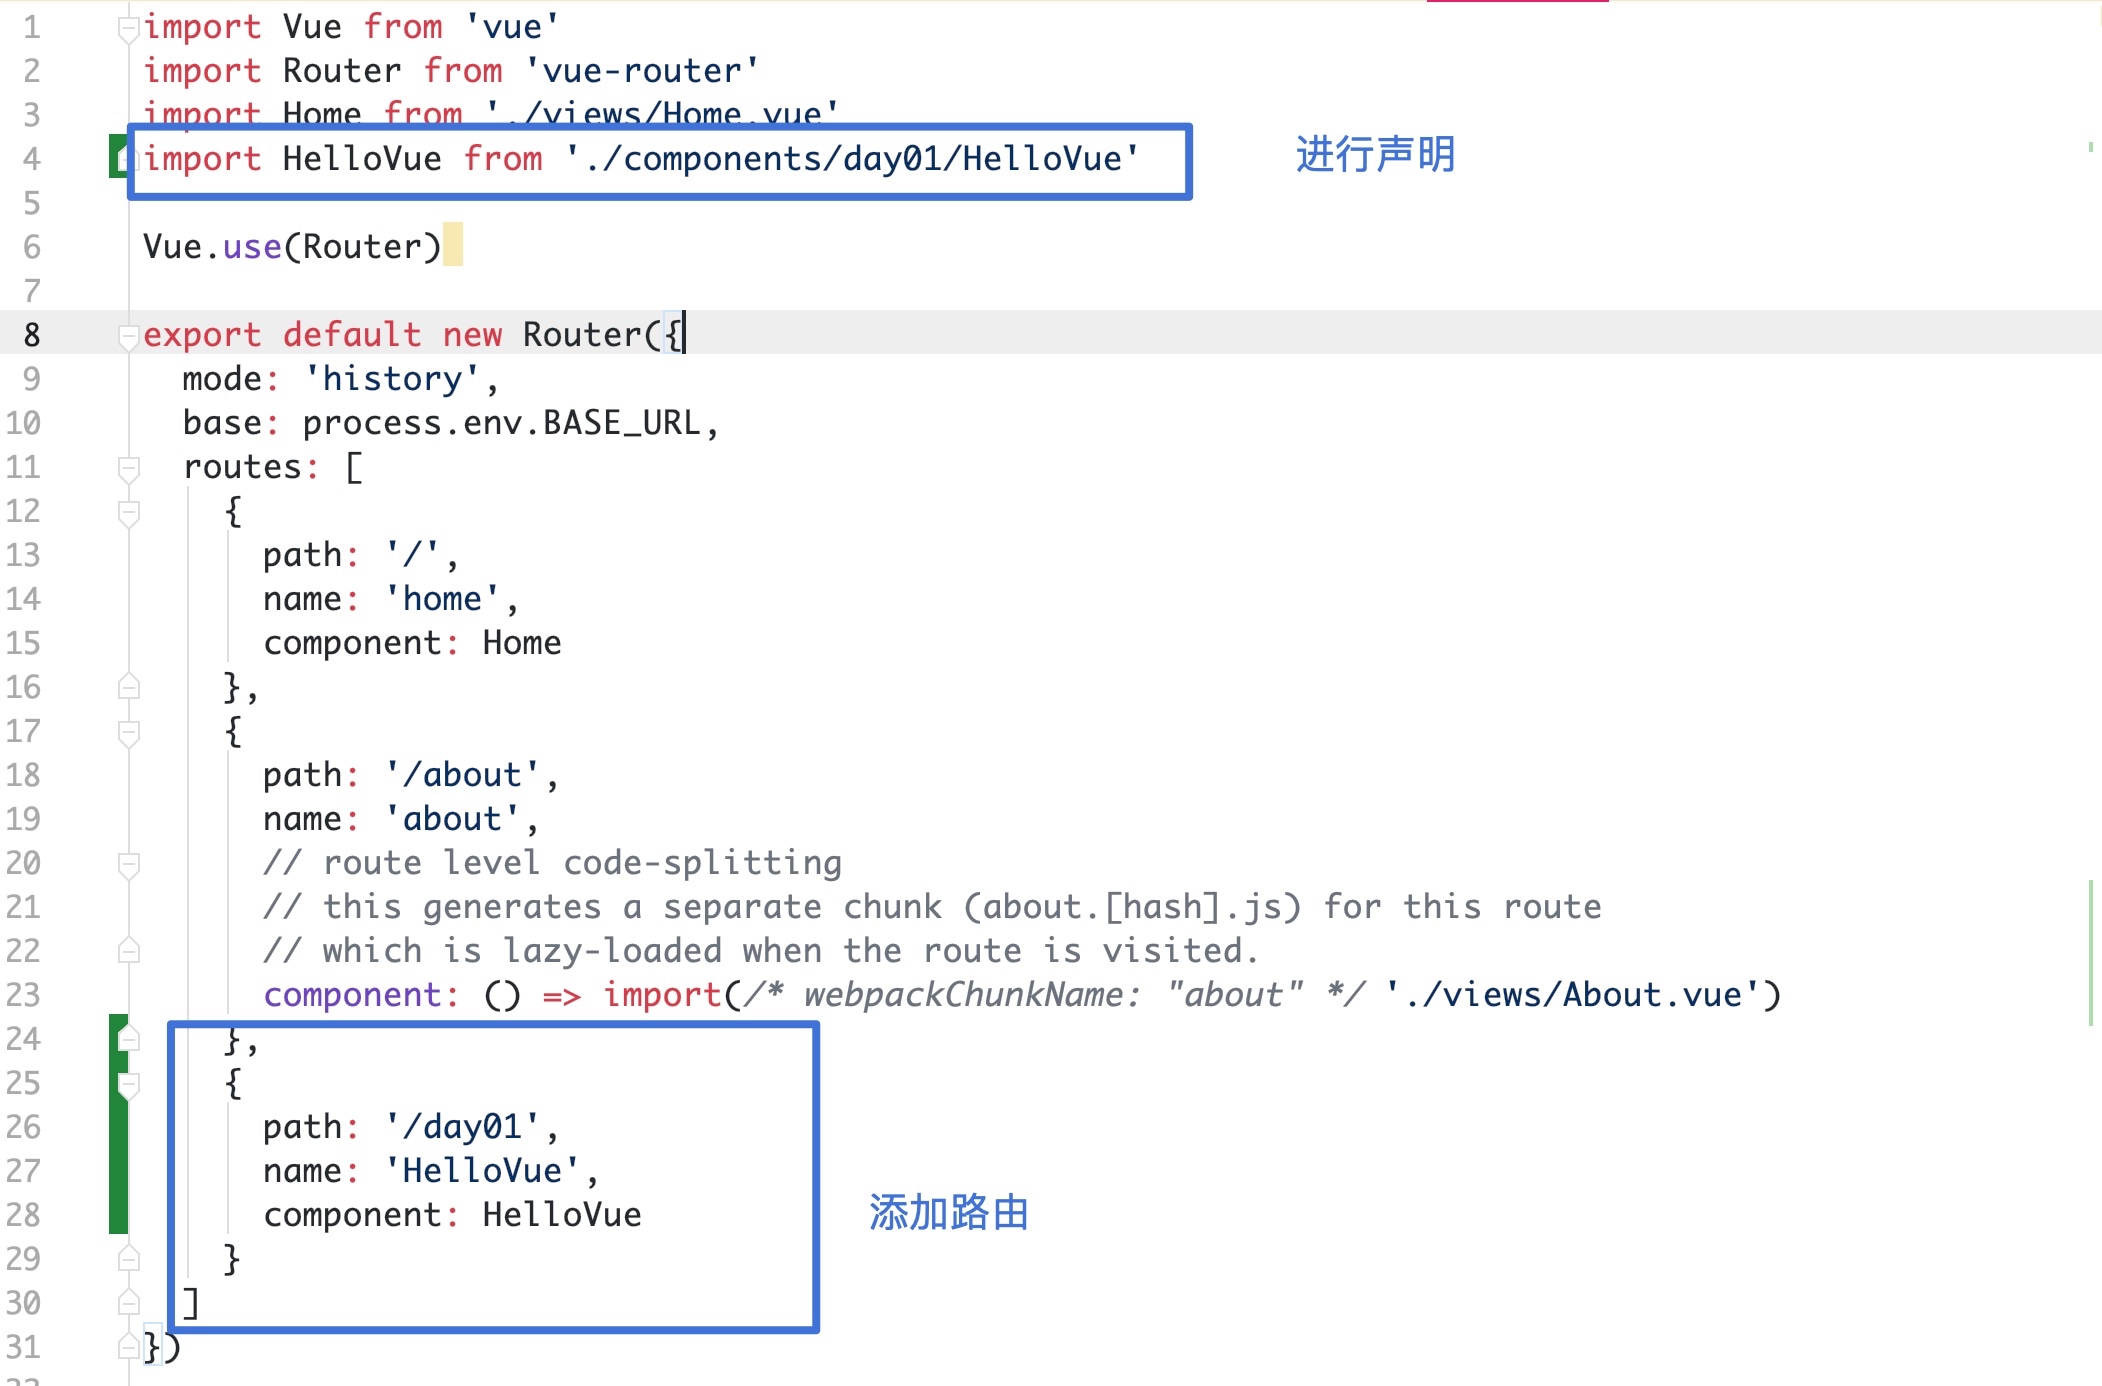 1 import Vue from 'vue'
2 import Router from 'vue-router'
3 import Home from './views/Home.vue'
4 import HelloVue from './components/day01/HelloVue' 进行声明
5
6 Vue.use(Router)
7
8 export default new Router({
9 mode: 'history',
10 base: process.env.BASE_URL,
11 routes: [
12 {
13 path: '/',
14 name: 'home',
15 component: Home
16 },
17 {
18 path: '/about',
19 name: 'about',
20 // route level code-splitting
21 // this generates a separate chunk (about.[hash].js) for this route
22 // which is lazy-loaded when the route is visited.
23 component: () => import(/* webpackChunkName: "about" */ './views/About.vue')
24 },
25 {
26 path: '/day01',
27 name: 'HelloVue',
28 component: HelloVue 添加路由
29 }
30 ]
31 })